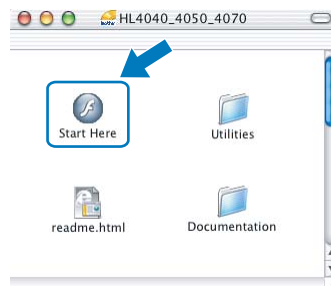 HL4040_4050_4070
Start Here
Utilities
readme.html
Documentation